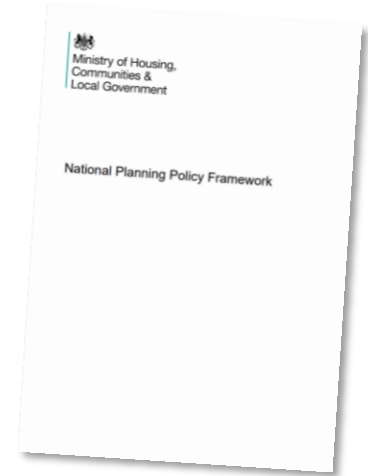 Ministry of Housing,
Communities &
Local Government
National Planning Policy Framework